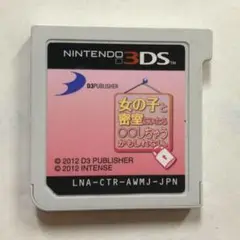 NINTENDO 3DS
D3PUBLISHER
女の子と
密室にいたら
○○しちゃう
かもしれない。
© 2012 D3 PUBLISHER
© 2012 INTENSE
LNA-CTR-AWMJ-JPN